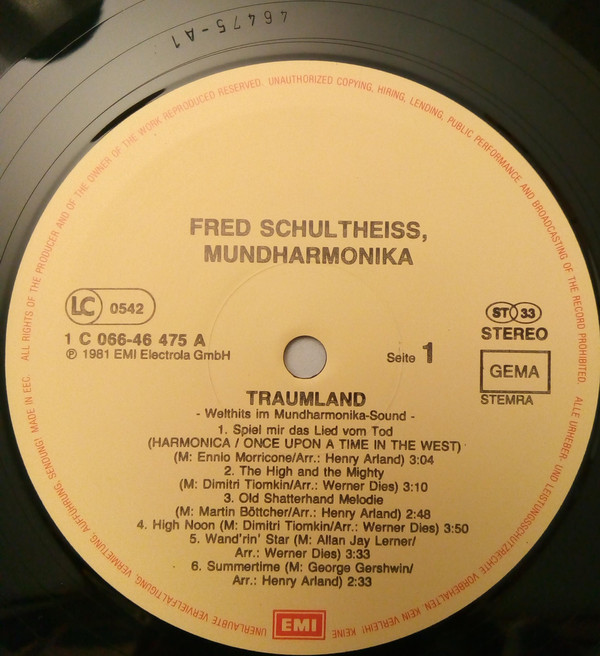 46475-A1
ALL RIGHTS OF THE PRODUCER AND OF THE OWNER OF THE WORK REPRODUCED RESERVED. UNAUTHORIZED COPYING, HIRING, LENDING, PUBLIC PERFORMANCE AND BROADCASTING OF THE RECORD PROHIBITED.
FRED SCHULTHEISS,
MUNDHARMONIKA
LC 0542
1 C 066-46 475 A
℗ 1981 EMI Electrola GmbH
ST 33
STEREO
Seite 1
GEMA
STEMRA
TRAUMLAND
- Welthits im Mundharmonika-Sound -
1. Spiel mir das Lied vom Tod
(HARMONICA / ONCE UPON A TIME IN THE WEST)
(M: Ennio Morricone/Arr.: Henry Arland) 3:04
2. The High and the Mighty
(M: Dimitri Tiomkin/Arr.: Werner Dies) 3:10
3. Old Shatterhand Melodie
(M: Martin Böttcher/Arr.: Henry Arland) 2:48
4. High Noon (M: Dimitri Tiomkin/Arr.: Werner Dies) 3:50
5. Wand'rin' Star (M: Allan Jay Lerner/
Arr.: Werner Dies) 3:33
6. Summertime (M: George Gershwin/
Arr.: Henry Arland) 2:33
EMI
ALLE URHEBER- UND LEISTUNGSSCHUTZRECHTE VORBEHALTEN. KEIN VERLEIH! KEINE UNERLAUBTE VERVIELFÄLTIGUNG, VERMIETUNG, AUFFÜHRUNG, SENDUNG! MADE IN EEC.